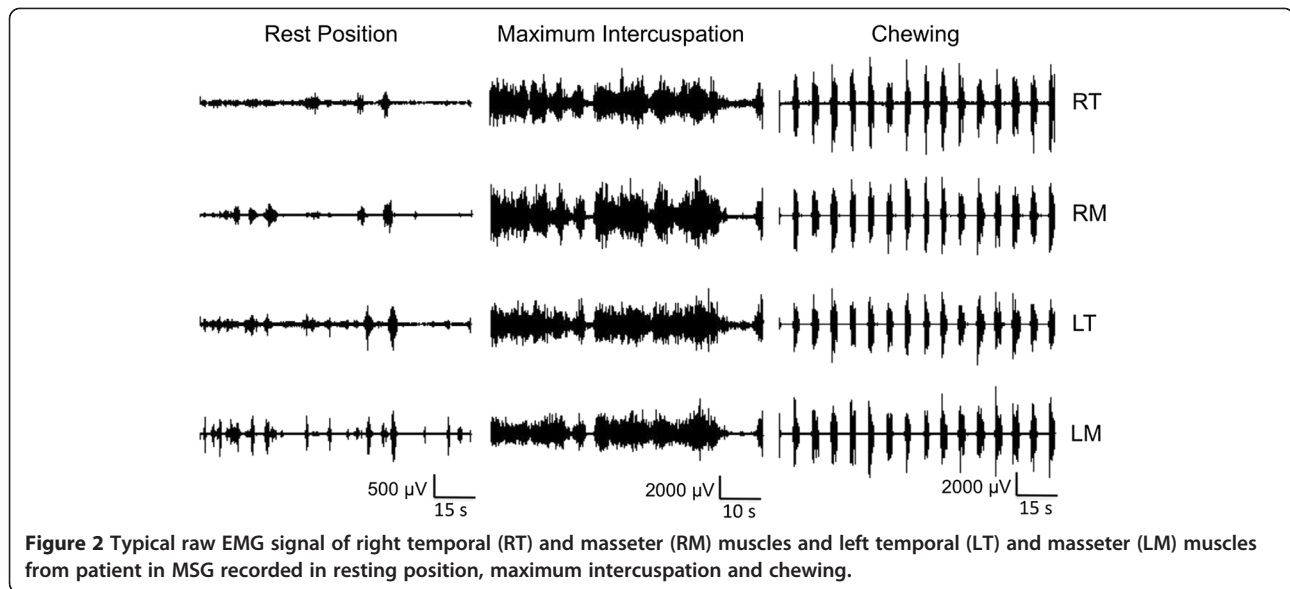 Rest Position Maximum Intercuspation Chewing
RT
RM
LT
LM
500 µV 2000 µV 2000 µV
15 s 10 s 15 s
Figure 2 Typical raw EMG signal of right temporal (RT) and masseter (RM) muscles and left temporal (LT) and masseter (LM) muscles
from patient in MSG recorded in resting position, maximum intercuspation and chewing.